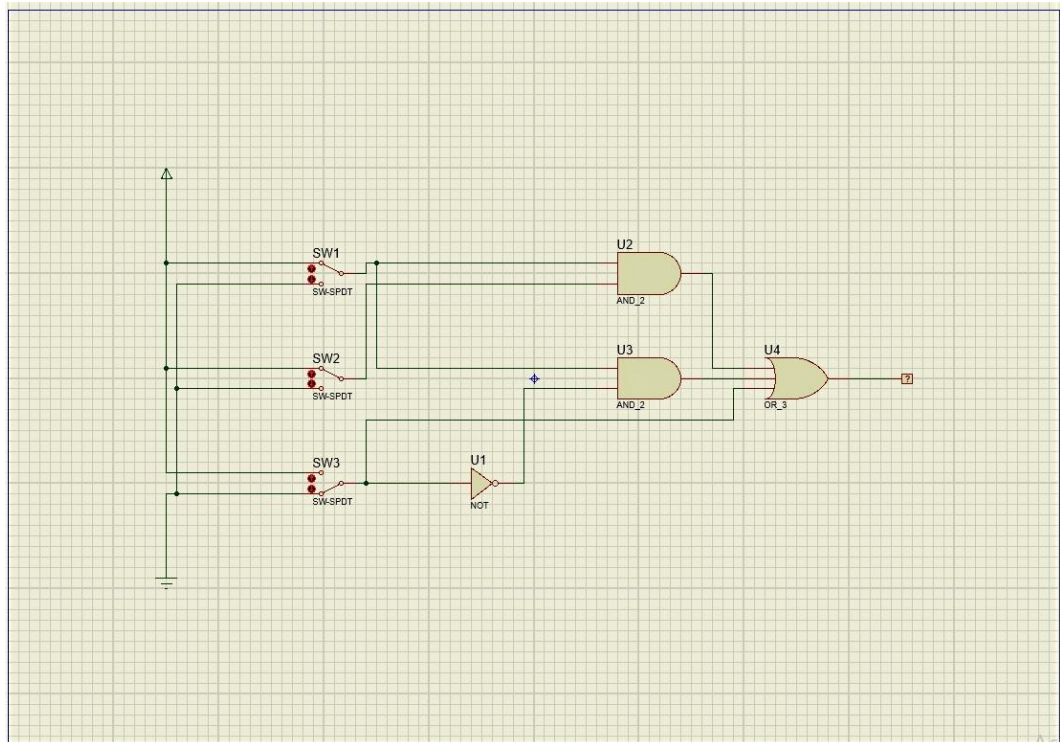 U2
SW1
SW-SPDT
AND_2
SW2
SW-SPDT
U3
AND_2
U4
?
OR_3
SW3
SW-SPDT
U1
NOT